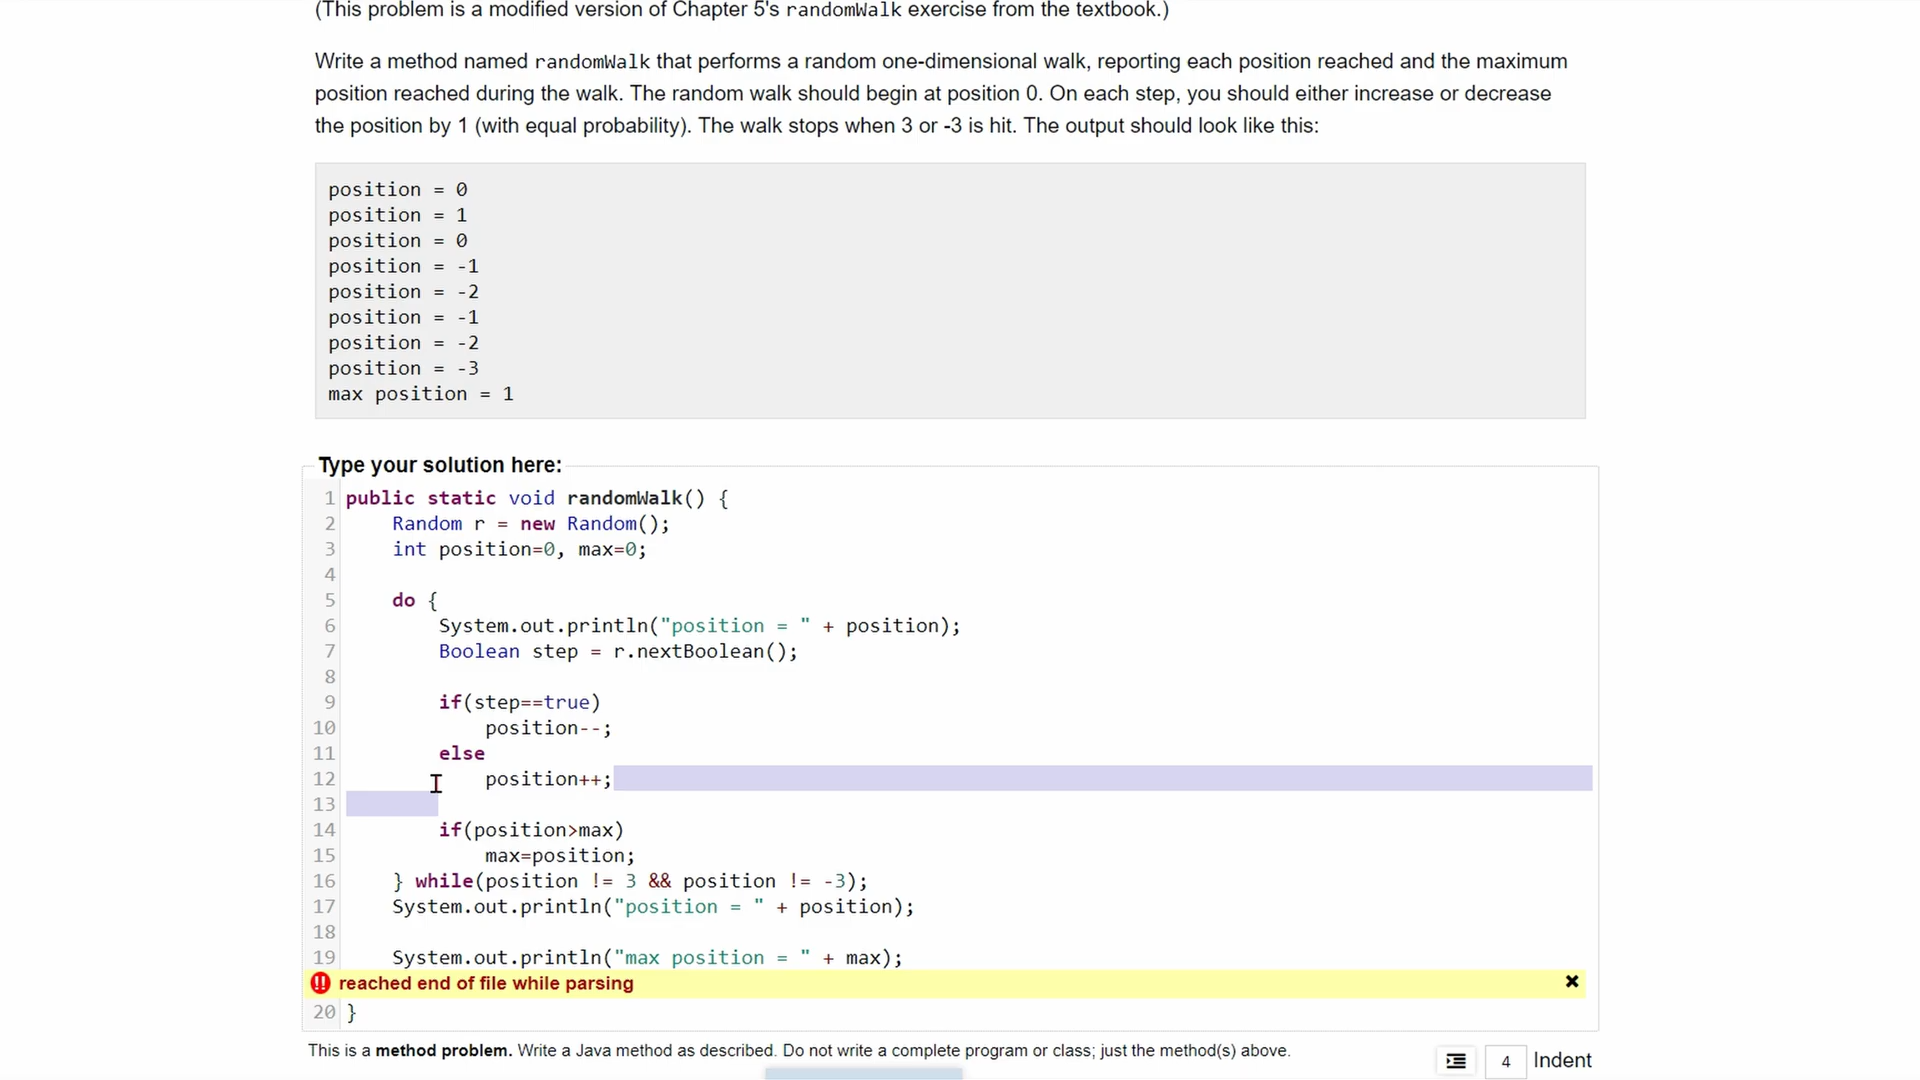 (This problem is a modified version of Chapter 5's randomWalk exercise from the textbook.)
Write a method named randomWalk that performs a random one-dimensional walk, reporting each position reached and the maximum
position reached during the walk. The random walk should begin at position 0. On each step, you should either increase or decrease
the position by 1 (with equal probability). The walk stops when 3 or -3 is hit. The output should look like this:
position = 0
position = 1
position = 0
position = -1
position = -2
position = -1
position = -2
position = -3
max position = 1
Type your solution here:
1 public static void randomWalk() {
2     Random r = new Random();
3     int position=0, max=0;
4
5     do {
6         System.out.println("position = " + position);
7         Boolean step = r.nextBoolean();
8
9         if(step==true)
10             position--;
11         else
12             position++;
13
14         if(position>max)
15             max=position;
16     } while(position != 3 && position != -3);
17     System.out.println("position = " + position);
18
19     System.out.println("max position = " + max);
!! reached end of file while parsing ×
20 }
This is a method problem. Write a Java method as described. Do not write a complete program or class; just the method(s) above.
4 Indent